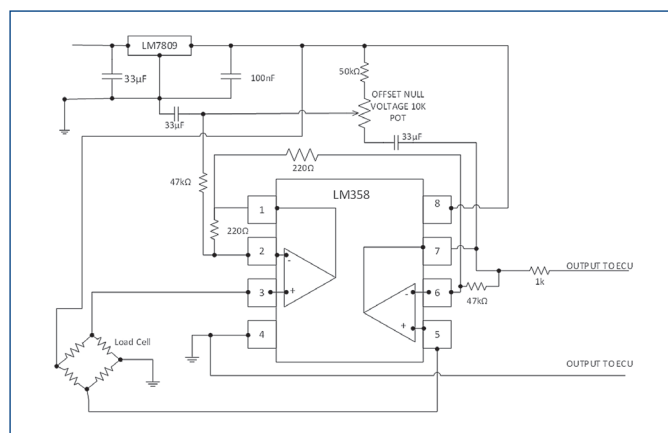 LM7809
33µF
100nF
50kΩ
OFFSET NULL
VOLTAGE 10K
POT
33µF
33µF
220Ω
47kΩ
LM358
1
8
220Ω
2
7
OUTPUT TO ECU
3
6
1k
47kΩ
4
5
Load Cell
OUTPUT TO ECU
-
+
-
+